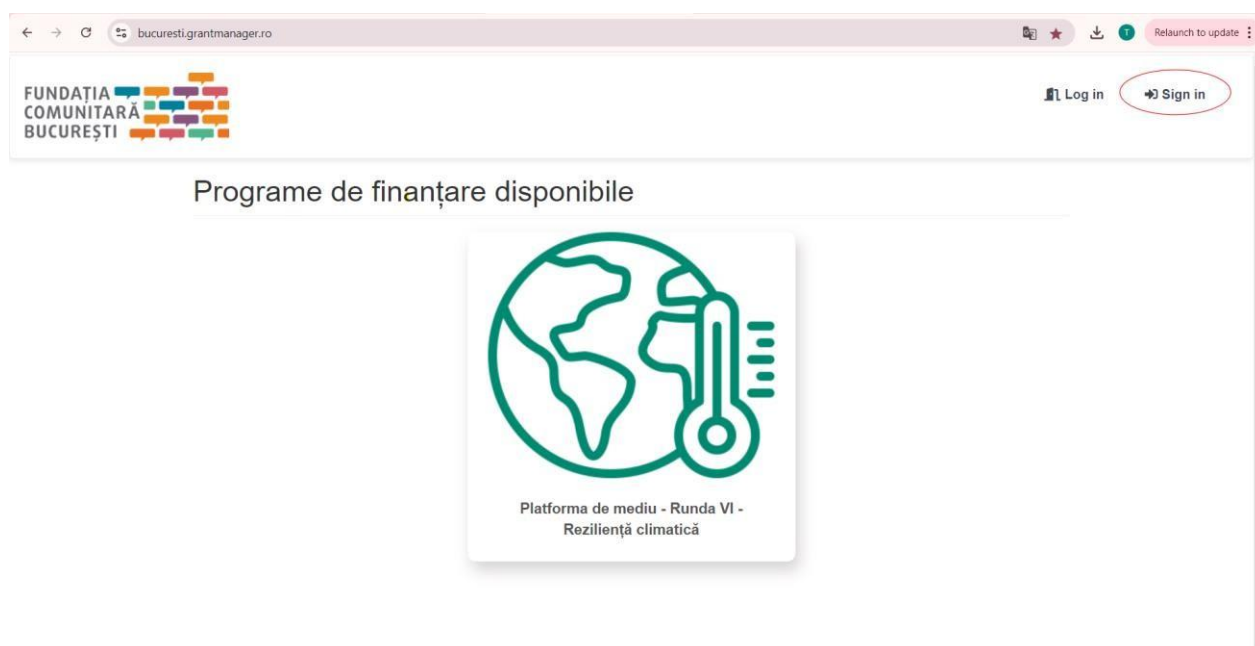 bucuresti.grantmanager.ro
T
Relaunch to update
FUNDAȚIA
COMUNITARĂ
BUCUREȘTI
Log in
Sign in
Programe de finanțare disponibile
Platforma de mediu - Runda VI -
Reziliență climatică